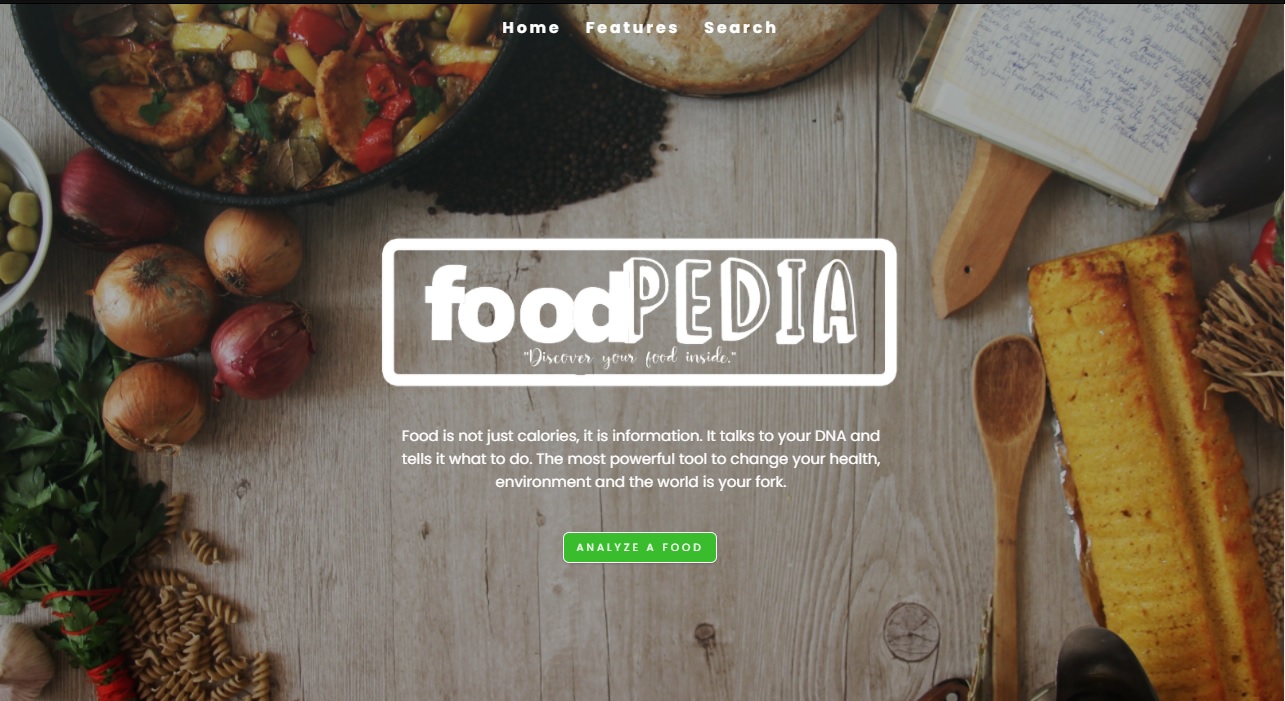 Home Features Search
foodPEDIA
"Discover your food inside."
Food is not just calories, it is information. It talks to your DNA and
tells it what to do. The most powerful tool to change your health,
environment and the world is your fork.
ANALYZE A FOOD